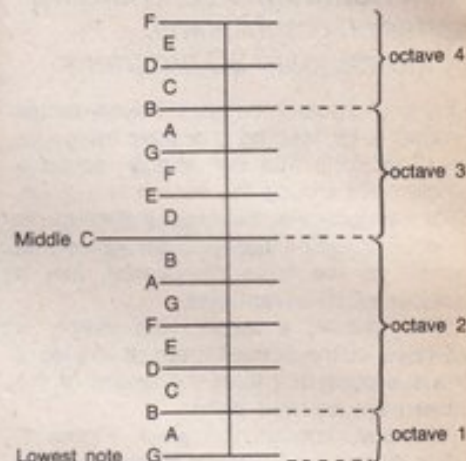 F
E
D octave 4
C
B
A
G
F octave 3
E
D
Middle C
B
A
G
F octave 2
E
D
C
B
A octave 1
Lowest note G